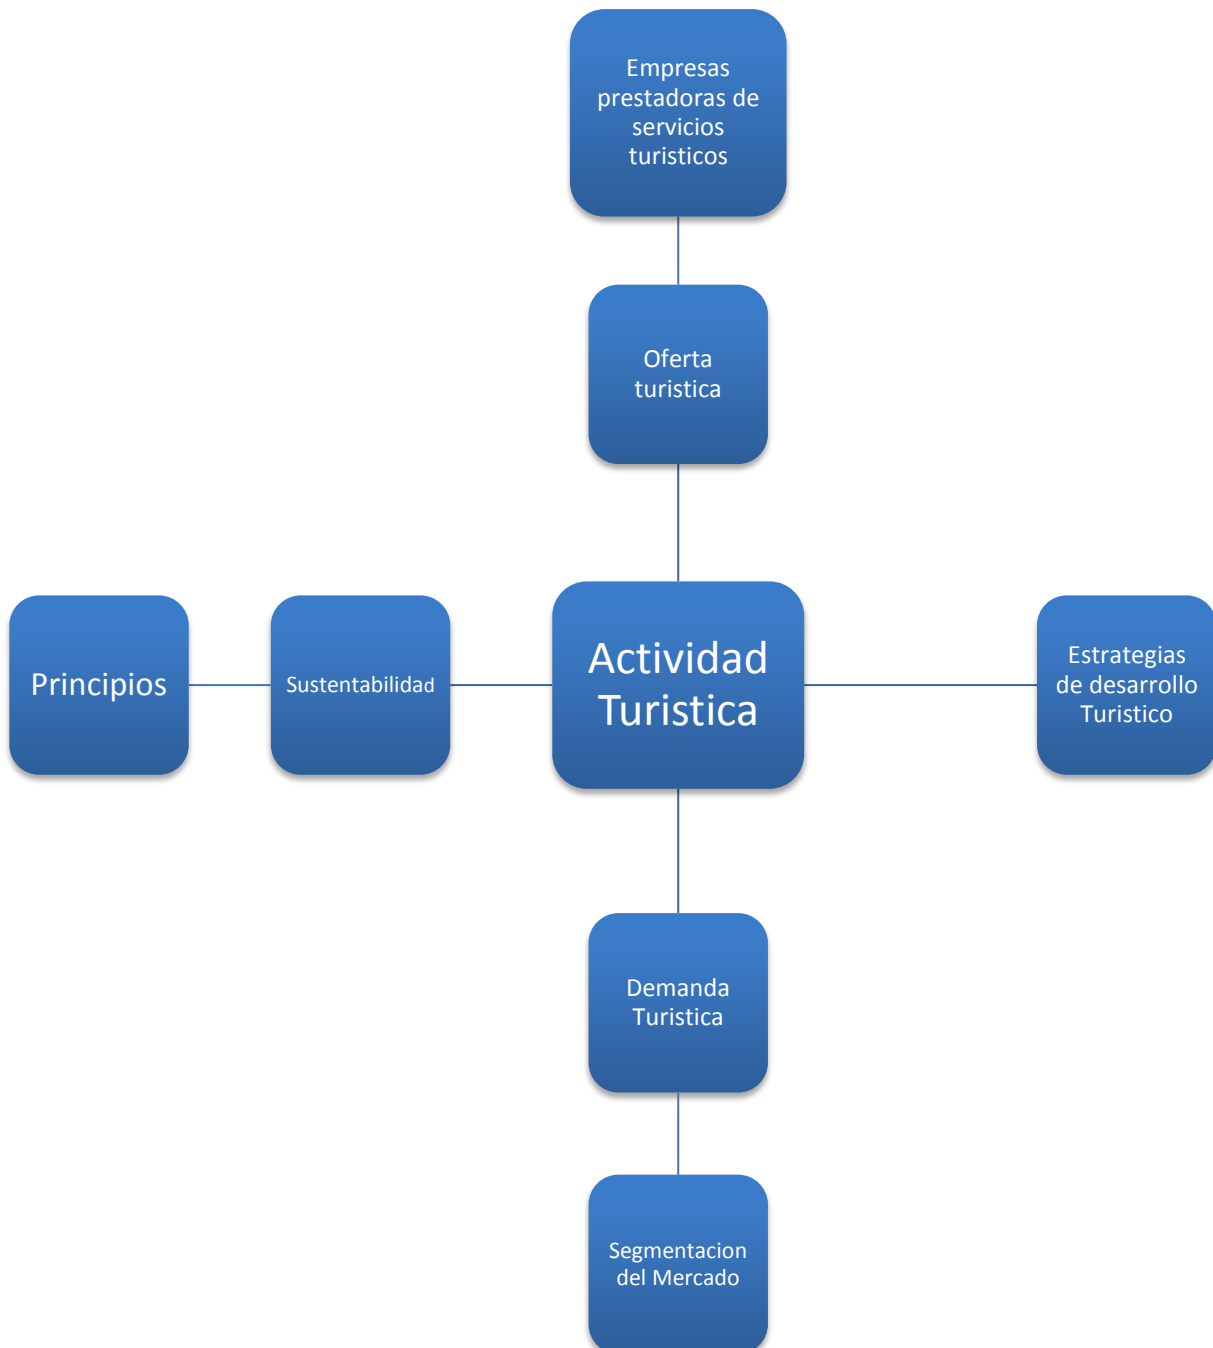 Empresas
prestadoras de
servicios
turisticos
Oferta
turistica
Principios
Sustentabilidad
Actividad
Turistica
Estrategias
de desarrollo
Turistico
Demanda
Turistica
Segmentacion
del Mercado